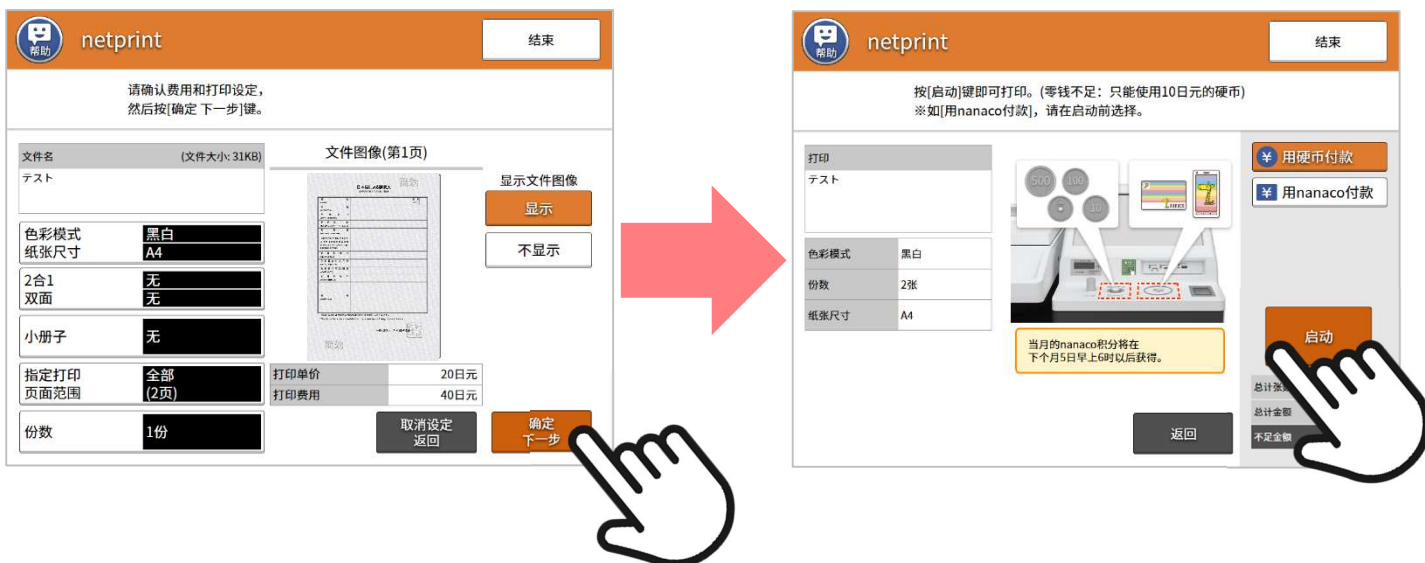 帮助
netprint
结束
请确认费用和打印设定，
然后按[确定 下一步]键。
文件名 (文件大小: 31KB)
テスト
色彩模式 黑白
纸张尺寸 A4
2合1 无
双面 无
小册子 无
指定打印 全部
页面范围 (2页)
份数 1份
文件图像(第1页)
显示文件图像
显示
不显示
打印单价 20日元
打印费用 40日元
取消设定
返回
确定
下一步
帮助
netprint
结束
按[启动]键即可打印。(零钱不足：只能使用10日元的硬币)
※如[用nanaco付款]，请在启动前选择。
打印
テスト
色彩模式 黑白
份数 2张
纸张尺寸 A4
500 100
10
当月的nanaco积分将在
下个月5日早上6时以后获得。
¥ 用硬币付款
¥ 用nanaco付款
启动
总计张
总计金额
不足金额
返回